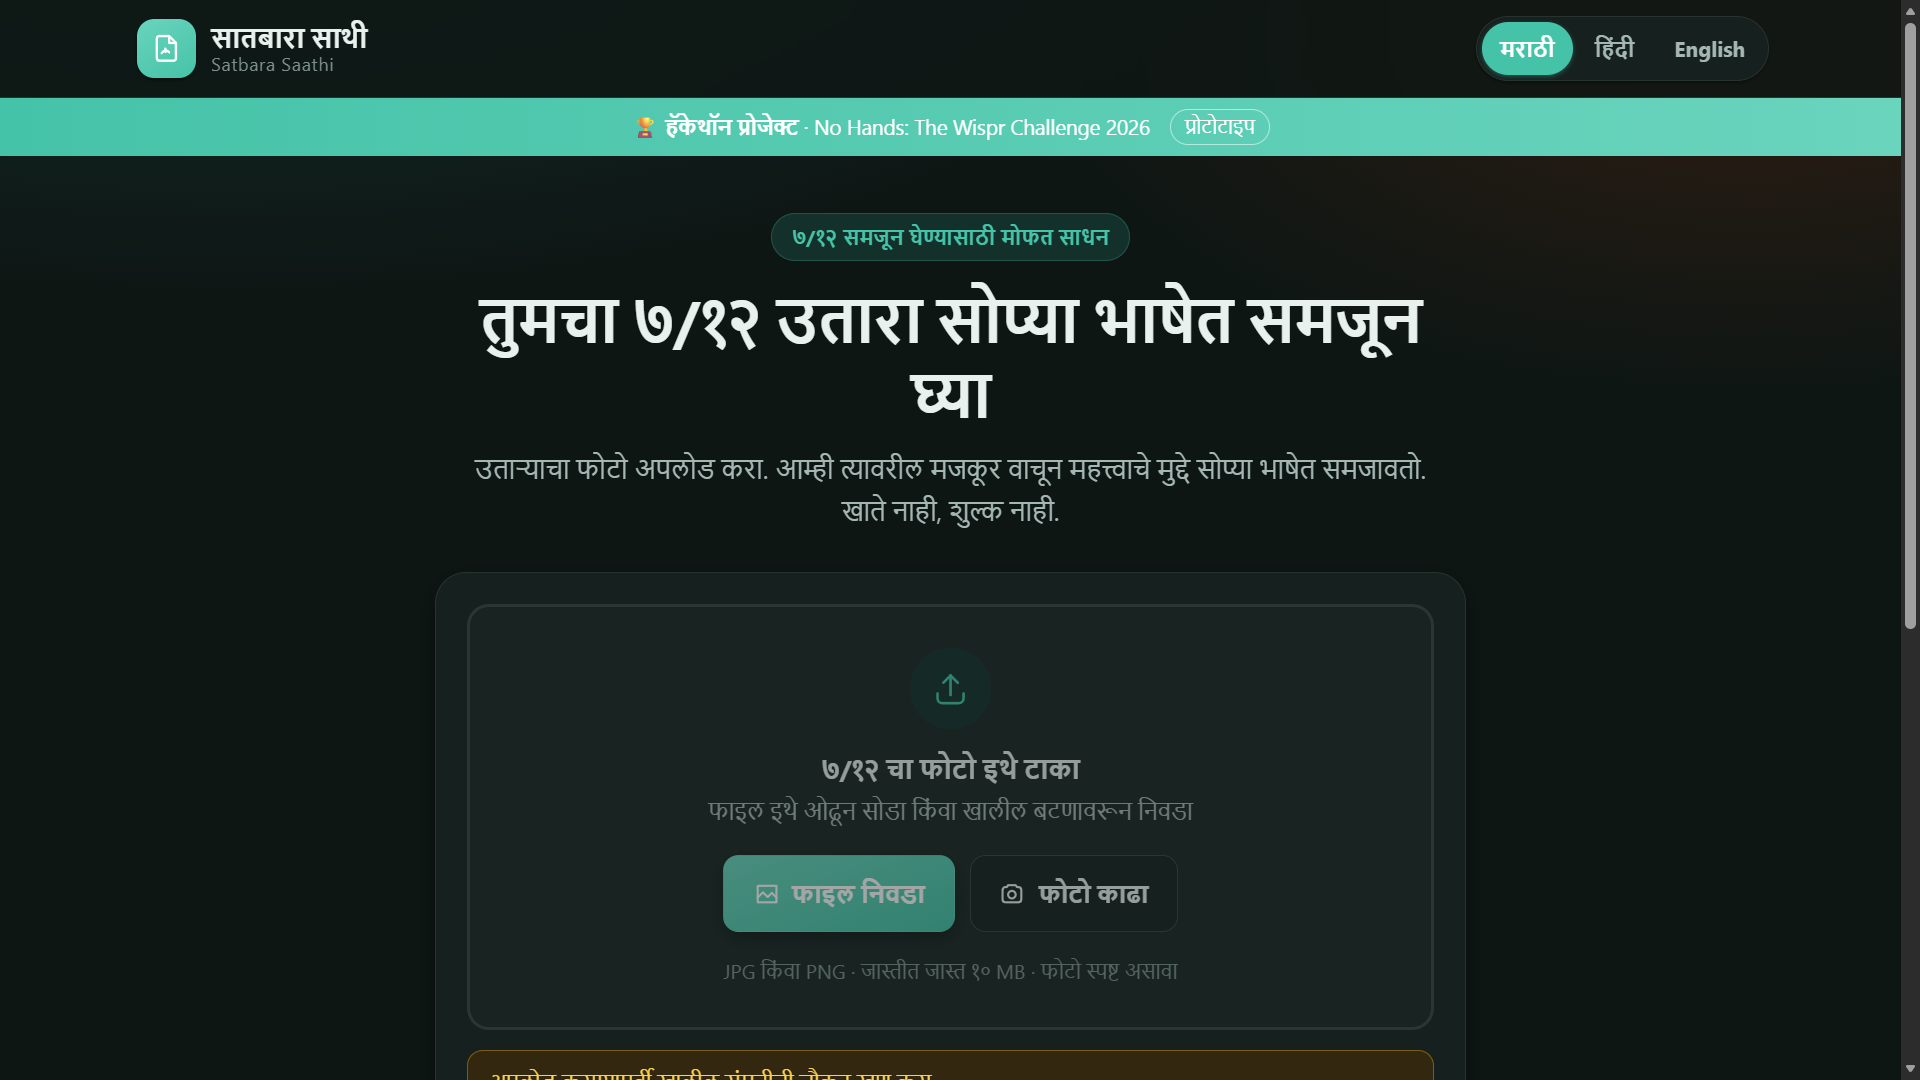 सातबारा साथी
Satbara Saathi
मराठी
हिंदी
English
हॅकेथॉन प्रोजेक्ट · No Hands: The Wispr Challenge 2026
प्रोटोटाइप
७/१२ समजून घेण्यासाठी मोफत साधन
तुमचा ७/१२ उतारा सोप्या भाषेत समजून
घ्या
उताऱ्याचा फोटो अपलोड करा. आम्ही त्यावरील मजकूर वाचून महत्त्वाचे मुद्दे सोप्या भाषेत समजावतो.
खाते नाही, शुल्क नाही.
७/१२ चा फोटो इथे टाका
फाइल इथे ओढून सोडा किंवा खालील बटणावरून निवडा
फाइल निवडा
फोटो काढा
JPG किंवा PNG · जास्तीत जास्त १० MB · फोटो स्पष्ट असावा